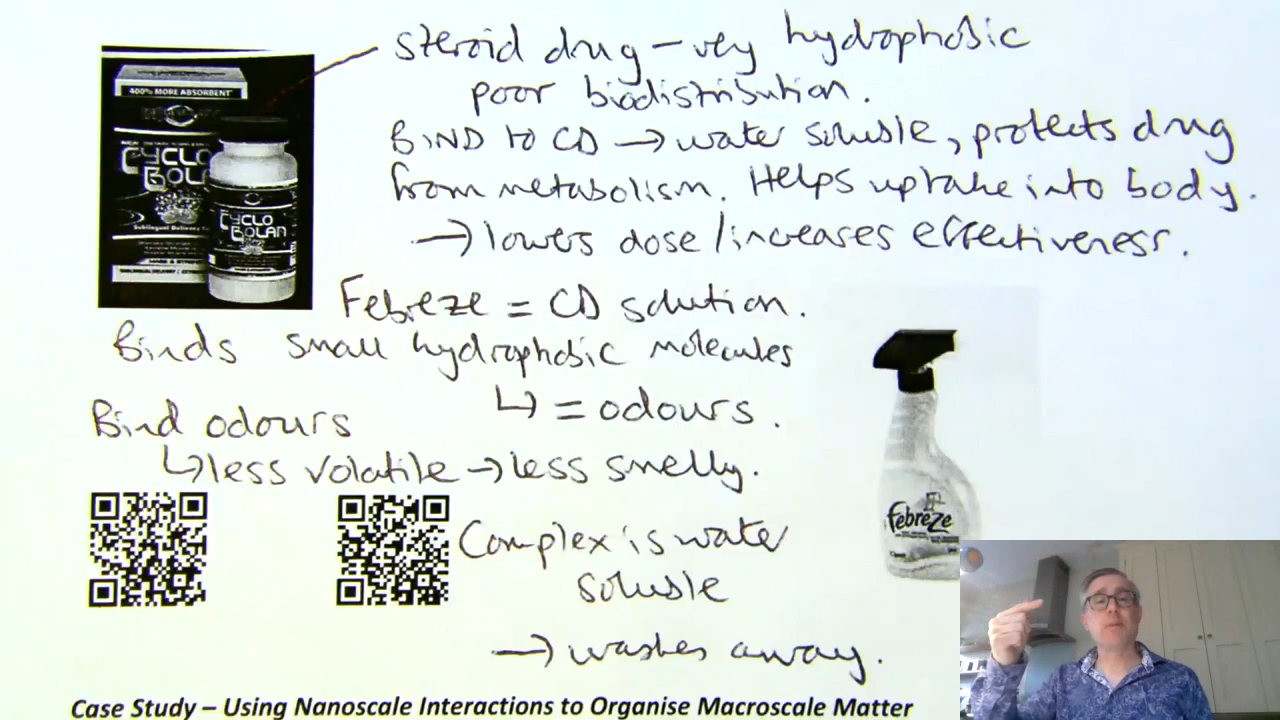 steroid drug – very hydrophobic
poor biodistribution.
BIND to CD → water soluble, protects drug
from metabolism. Helps uptake into body.
→ lowers dose/increases effectiveness.
400% MORE ABSORBENT
CYCLO
BOLAN
CYCLO
BOLAN
Febreze = CD solution.
Binds small hydrophobic molecules
↳ = odours.
Bind odours
↳ less volatile → less smelly.
febreze
Complex is water
soluble
→ washes away.
Case Study – Using Nanoscale Interactions to Organise Macroscale Matter